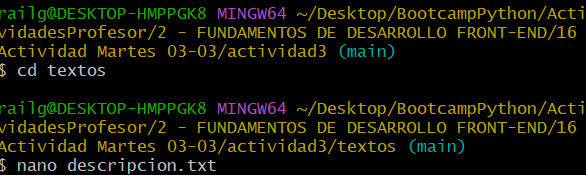 railg@DESKTOP-HMPPGK8 MINGW64 ~/Desktop/BootcampPython/Acti
vidadesProfesor/2 - FUNDAMENTOS DE DESARROLLO FRONT-END/16
Actividad Martes 03-03/actividad3 (main)
$ cd textos
railg@DESKTOP-HMPPGK8 MINGW64 ~/Desktop/BootcampPython/Acti
vidadesProfesor/2 - FUNDAMENTOS DE DESARROLLO FRONT-END/16
Actividad Martes 03-03/actividad3/textos (main)
$ nano descripcion.txt